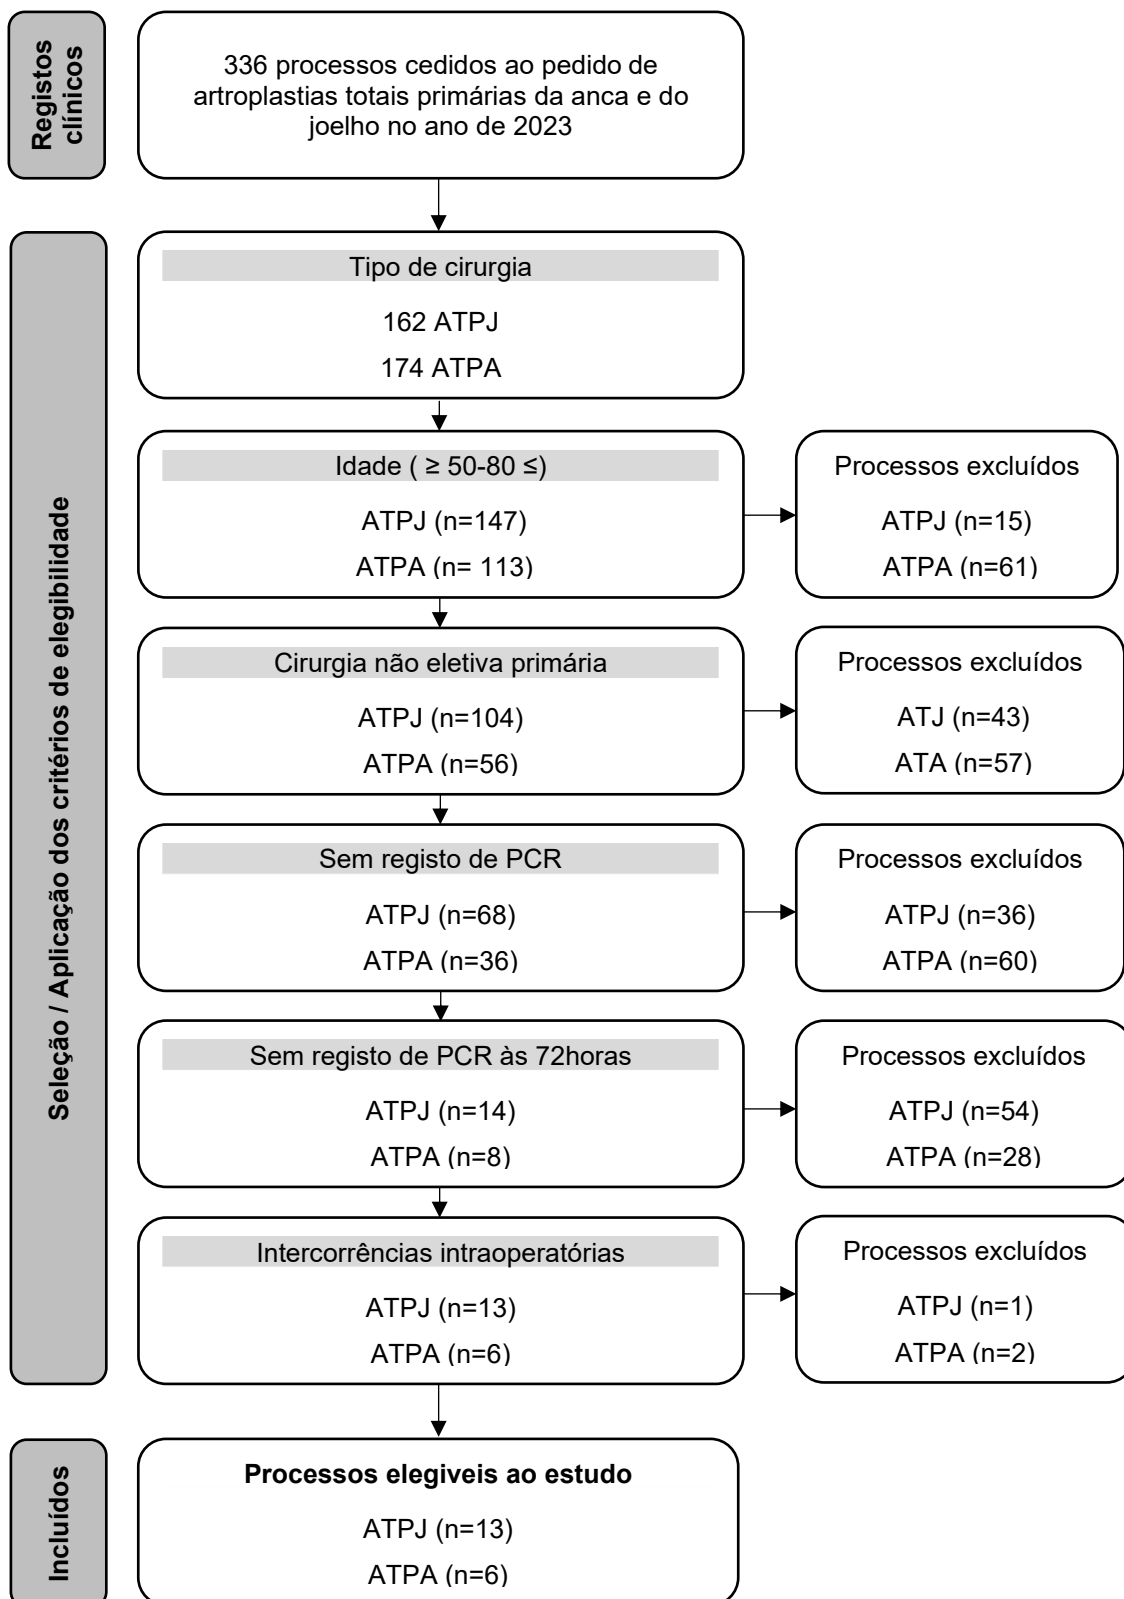 Registos
clínicos
336 processos cedidos ao pedido de
artroplastias totais primárias da anca e do
joelho no ano de 2023
Seleção / Aplicação dos critérios de elegibilidade
Tipo de cirurgia
162 ATPJ
174 ATPA
Idade ( ≥ 50-80 ≤)
ATPJ (n=147)
ATPA (n= 113)
Processos excluídos
ATPJ (n=15)
ATPA (n=61)
Cirurgia não eletiva primária
ATPJ (n=104)
ATPA (n=56)
Processos excluídos
ATJ (n=43)
ATA (n=57)
Sem registo de PCR
ATPJ (n=68)
ATPA (n=36)
Processos excluídos
ATPJ (n=36)
ATPA (n=60)
Sem registo de PCR às 72horas
ATPJ (n=14)
ATPA (n=8)
Processos excluídos
ATPJ (n=54)
ATPA (n=28)
Intercorrências intraoperatórias
ATPJ (n=13)
ATPA (n=6)
Processos excluídos
ATPJ (n=1)
ATPA (n=2)
Incluídos
Processos elegiveis ao estudo
ATPJ (n=13)
ATPA (n=6)